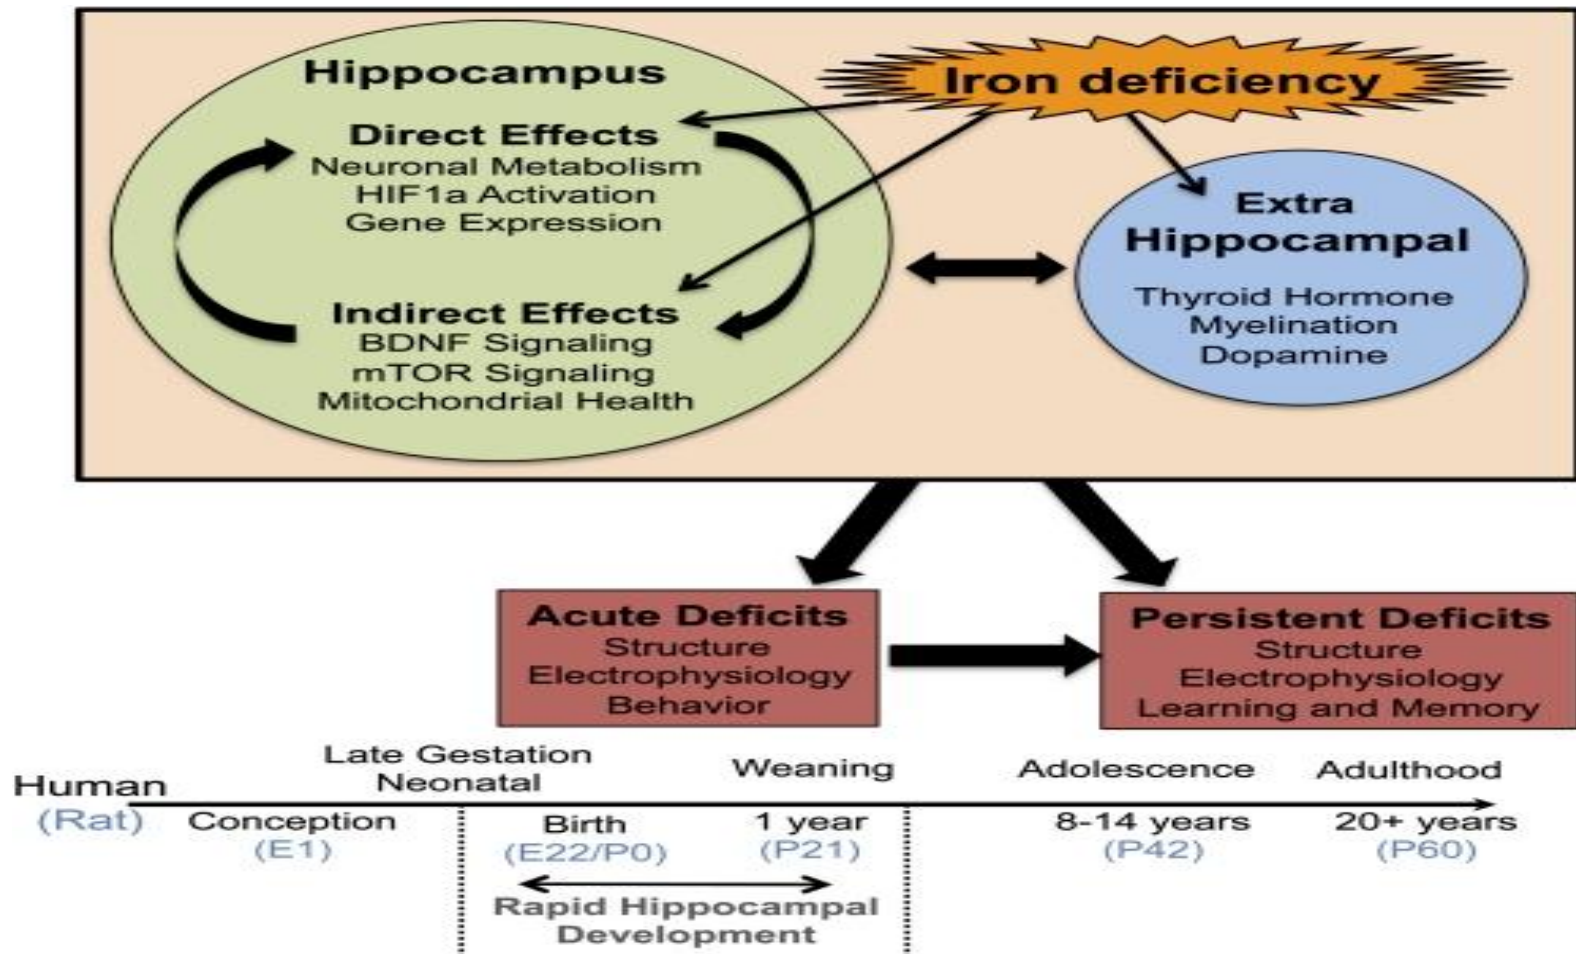 Hippocampus
Iron deficiency
Direct Effects
Neuronal Metabolism
HIF1a Activation
Gene Expression
Indirect Effects
BDNF Signaling
mTOR Signaling
Mitochondrial Health
Extra
Hippocampal
Thyroid Hormone
Myelination
Dopamine
Acute Deficits
Structure
Electrophysiology
Behavior
Persistent Deficits
Structure
Electrophysiology
Learning and Memory
Human
(Rat)
Late Gestation
Neonatal
Weaning
Adolescence
Adulthood
Conception
(E1)
Birth
(E22/P0)
1 year
(P21)
8-14 years
(P42)
20+ years
(P60)
Rapid Hippocampal
Development